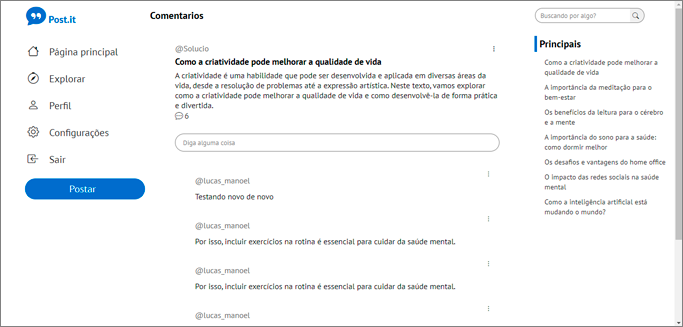 Post.it
Página principal
Explorar
Perfil
Configurações
Sair
Postar
Comentarios
@Solucio
Como a criatividade pode melhorar a qualidade de vida
A criatividade é uma habilidade que pode ser desenvolvida e aplicada em diversas áreas da
vida, desde a resolução de problemas até a expressão artística. Neste texto, vamos explorar
como a criatividade pode melhorar a qualidade de vida e como desenvolvê-la de forma prática
e divertida.
6
Diga alguma coisa
@lucas_manoel
Testando novo de novo
@lucas_manoel
Por isso, incluir exercícios na rotina é essencial para cuidar da saúde mental.
@lucas_manoel
Por isso, incluir exercícios na rotina é essencial para cuidar da saúde mental.
@lucas_manoel
Buscando por algo?
Principais
Como a criatividade pode melhorar a
qualidade de vida
A importância da meditação para o
bem-estar
Os benefícios da leitura para o cérebro
e a mente
A importância do sono para a saúde:
como dormir melhor
Os desafios e vantagens do home office
O impacto das redes sociais na saúde
mental
Como a inteligência artificial está
mudando o mundo?